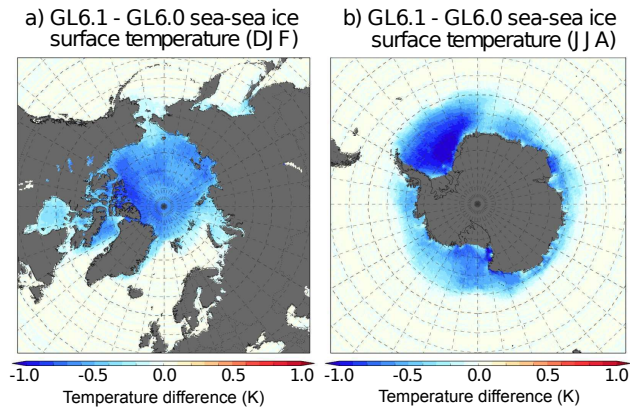 a) GL6.1 - GL6.0 sea-sea ice
surface temperature (DJF)
b) GL6.1 - GL6.0 sea-sea ice
surface temperature (JJA)
-1.0 -0.5 0.0 0.5 1.0
Temperature difference (K)
-1.0 -0.5 0.0 0.5 1.0
Temperature difference (K)